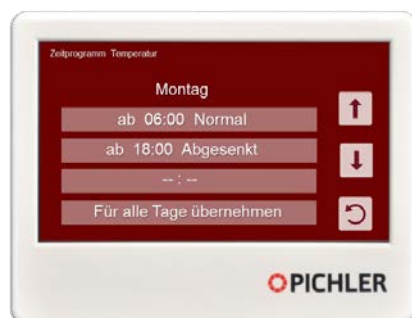 Zeitprogramm Temperatur
Montag
ab 06:00 Normal
ab 18:00 Abgesenkt
-- : --
Für alle Tage übernehmen
PICHLER